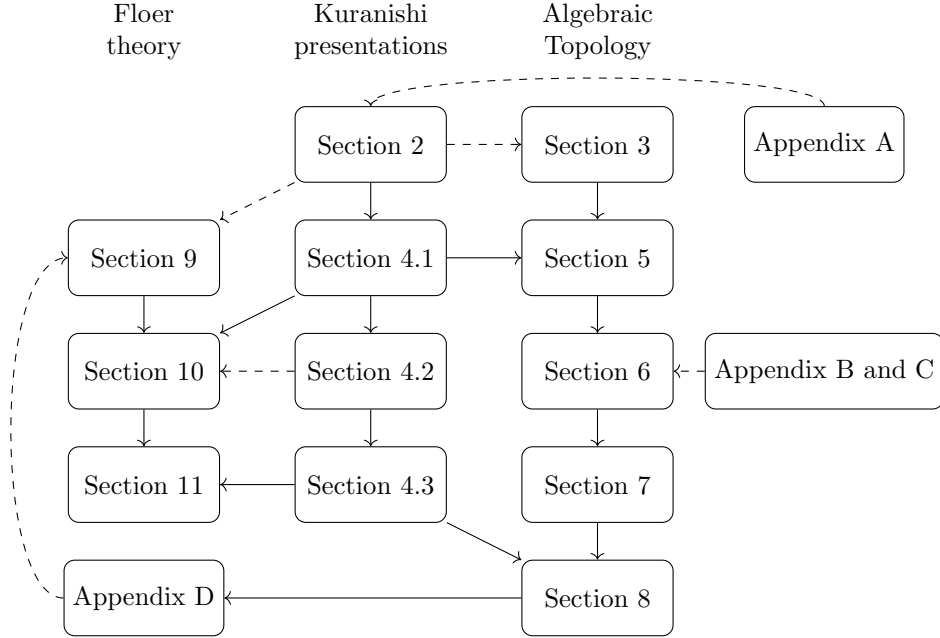 Floer
theory
Kuranishi
presentations
Algebraic
Topology
Section 2
Section 3
Appendix A
Section 9
Section 4.1
Section 5
Section 10
Section 4.2
Section 6
Appendix B and C
Section 11
Section 4.3
Section 7
Appendix D
Section 8